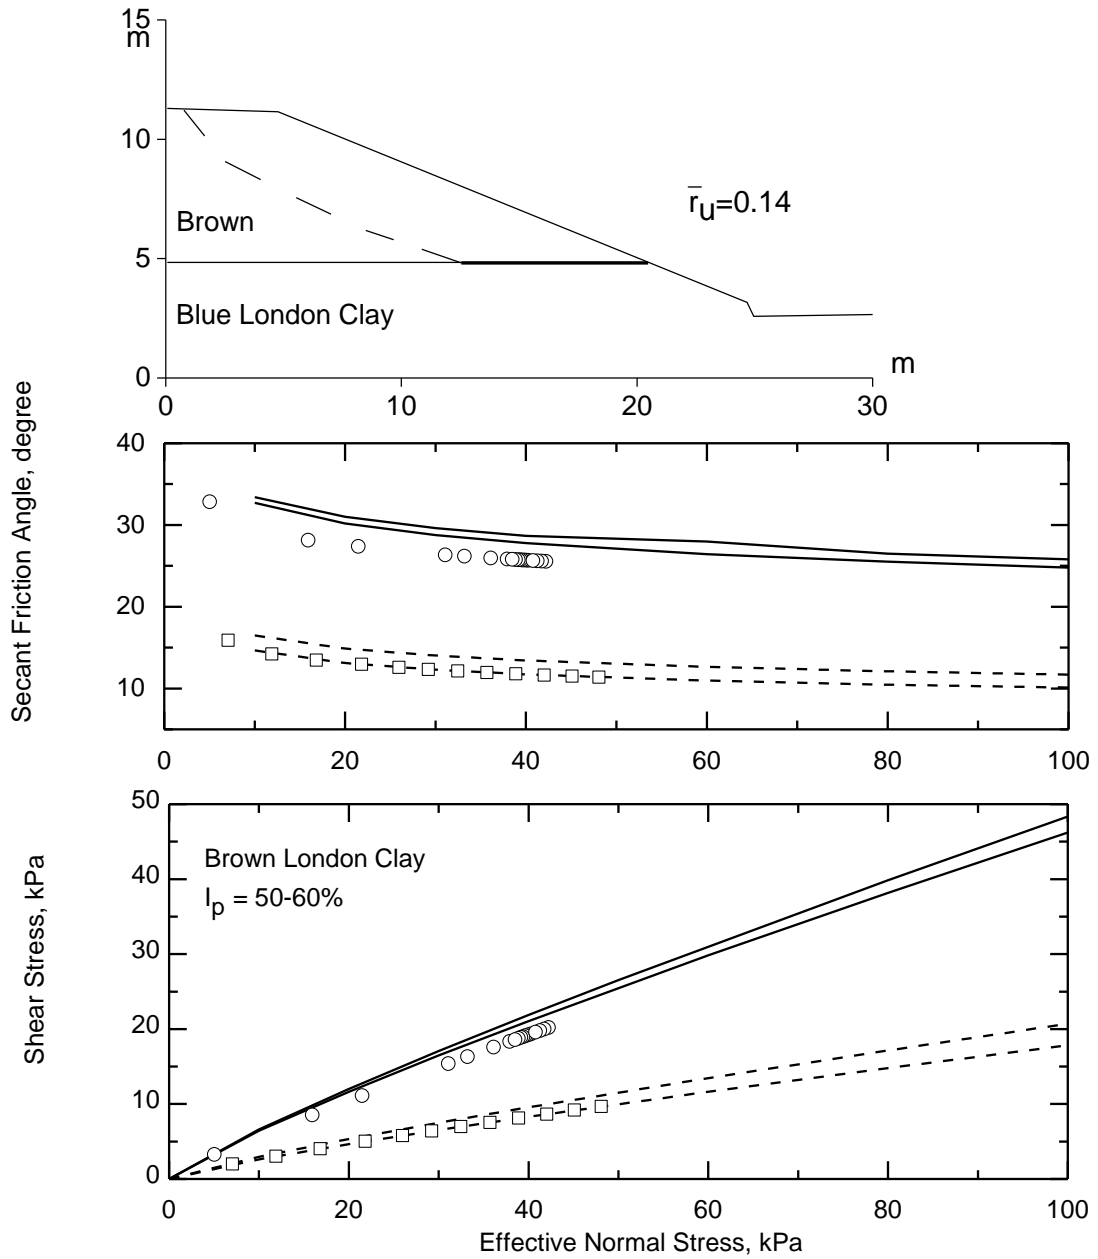 15
m
10
r̅u=0.14
Brown
5
Blue London Clay
m
0
0 10 20 30
Secant Friction Angle, degree
40
30
20
10
0 20 40 60 80 100
Shear Stress, kPa
50
Brown London Clay
Ip = 50-60%
40
30
20
10
0
0 20 40 60 80 100
Effective Normal Stress, kPa